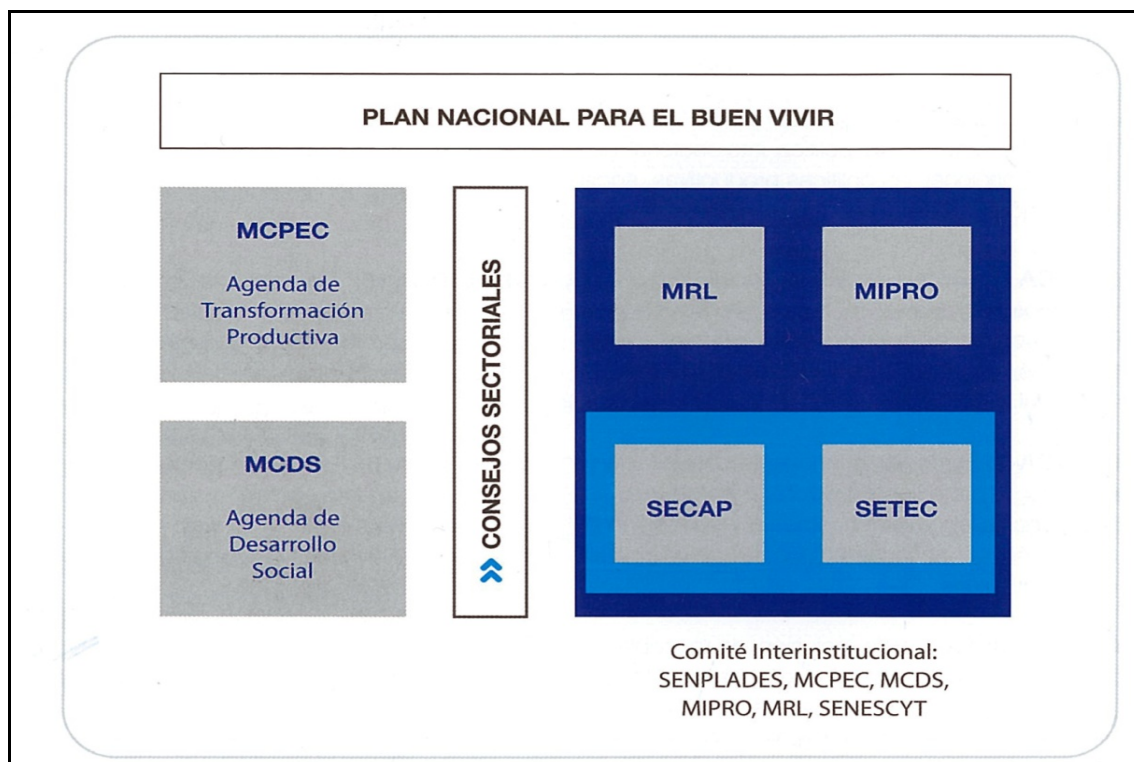 PLAN NACIONAL PARA EL BUEN VIVIR
MCPEC
Agenda de
Transformación
Productiva
MCDS
Agenda de
Desarrollo
Social
CONSEJOS SECTORIALES
MRL
MIPRO
SECAP
SETEC
Comité Interinstitucional:
SENPLADES, MCPEC, MCDS,
MIPRO, MRL, SENESCYT